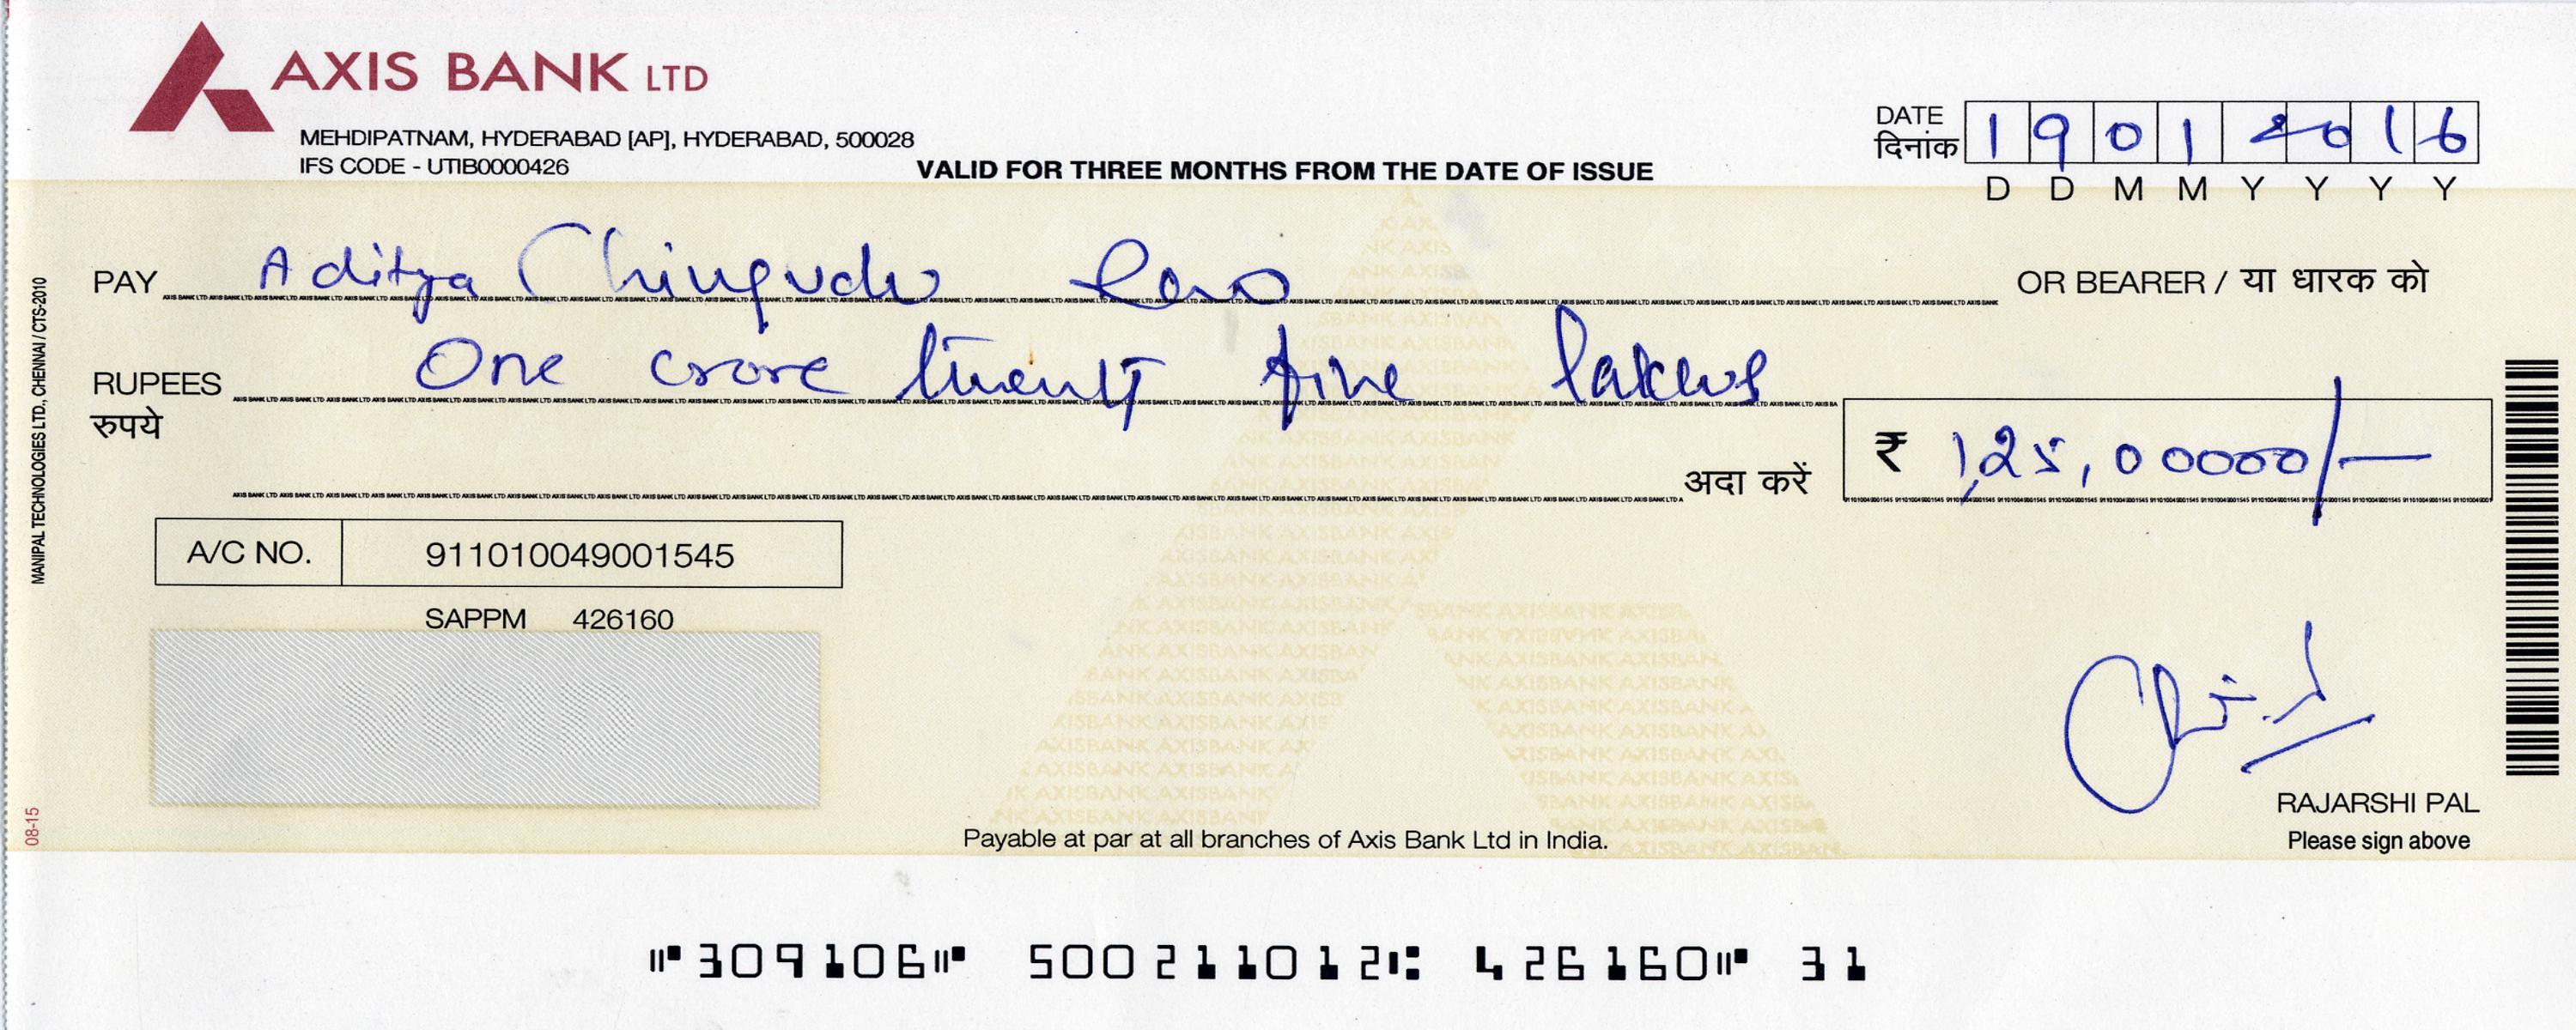 AXIS BANK LTD
MEHDIPATNAM, HYDERABAD [AP], HYDERABAD, 500028
IFS CODE - UTIB0000426
VALID FOR THREE MONTHS FROM THE DATE OF ISSUE
DATE
दिनांक 1 9 0 1 2 0 1 6
D D M M Y Y Y Y
PAY Aditya OR BEARER / या धारक को
RUPEES One crore twenty five lakhs
रुपये
अदा करें ₹ 1,25,00000/-
A/C NO. 911010049001545
SAPPM 426160
VOID
RAJARSHI PAL
Please sign above
Payable at par at all branches of Axis Bank Ltd in India.
MANIPAL TECHNOLOGIES LTD., CHENNAI / CTS-2010
08-15
⑈309106⑈ 500211012⑆ 426160⑈ 31